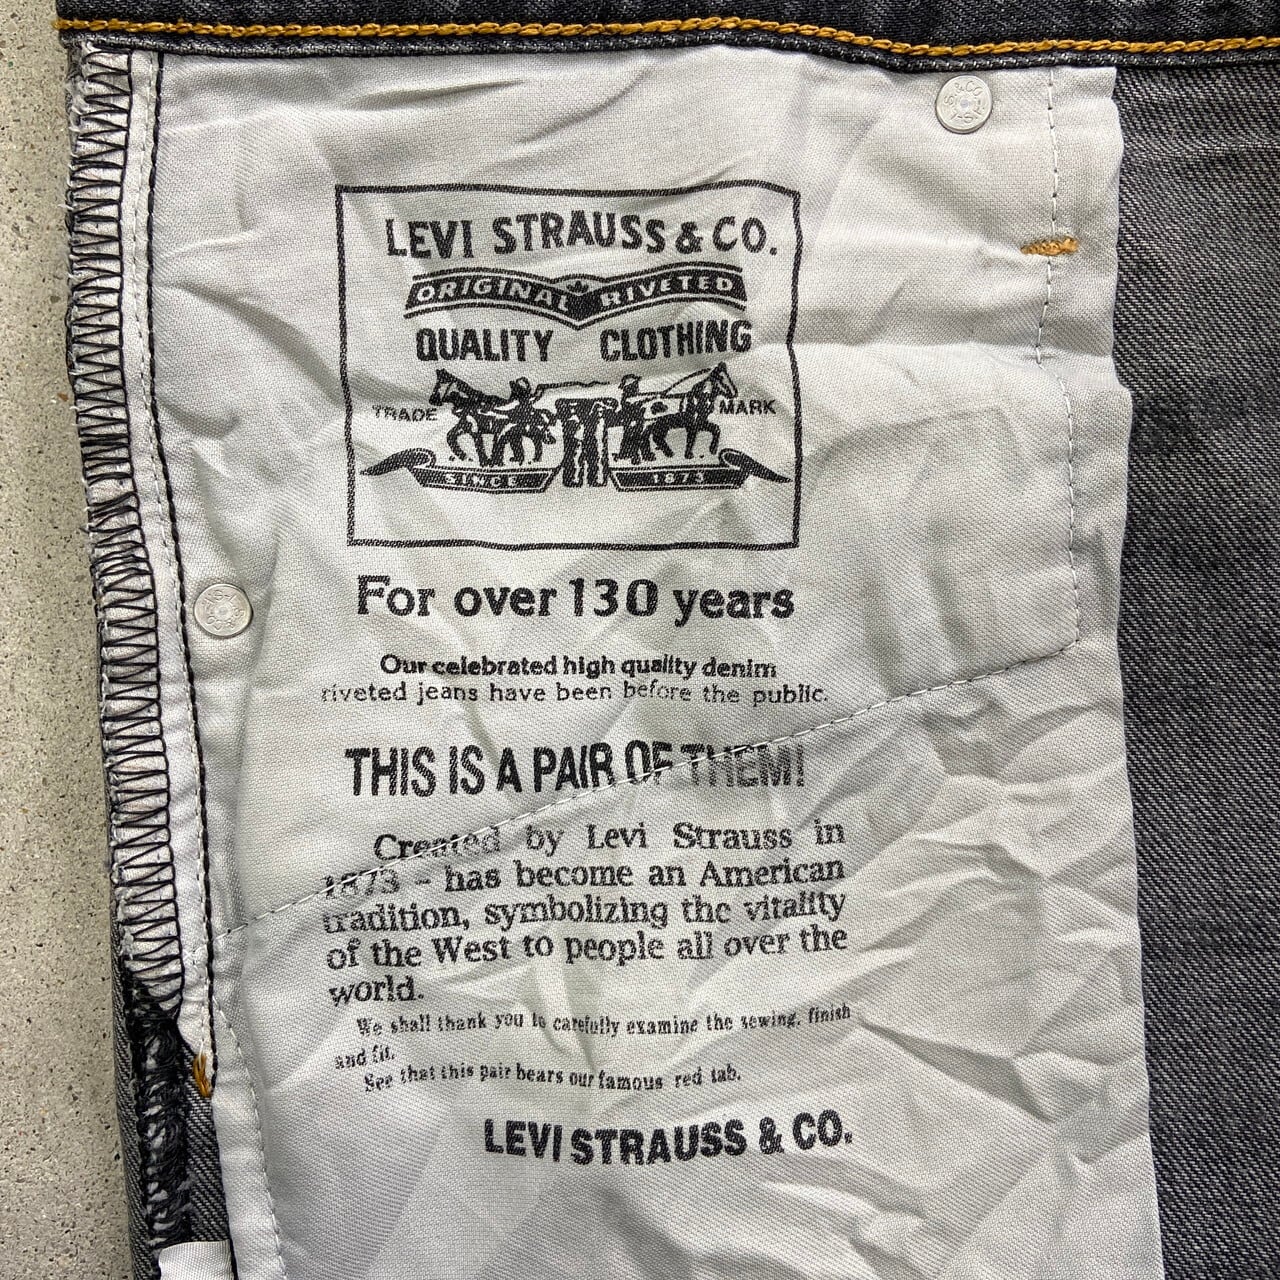 LEVI STRAUSS & CO.
ORIGINAL RIVETED
QUALITY CLOTHING
TRADE MARK
SINCE 1873
For over 130 years
Our celebrated high quality denim
riveted jeans have been before the public.
THIS IS A PAIR OF THEM!
Created by Levi Strauss in
1873 - has become an American
tradition, symbolizing the vitality
of the West to people all over the
world.
We shall thank you to carefully examine the sewing, finish
and fit.
See that this pair bears our famous red tab.
LEVI STRAUSS & CO.